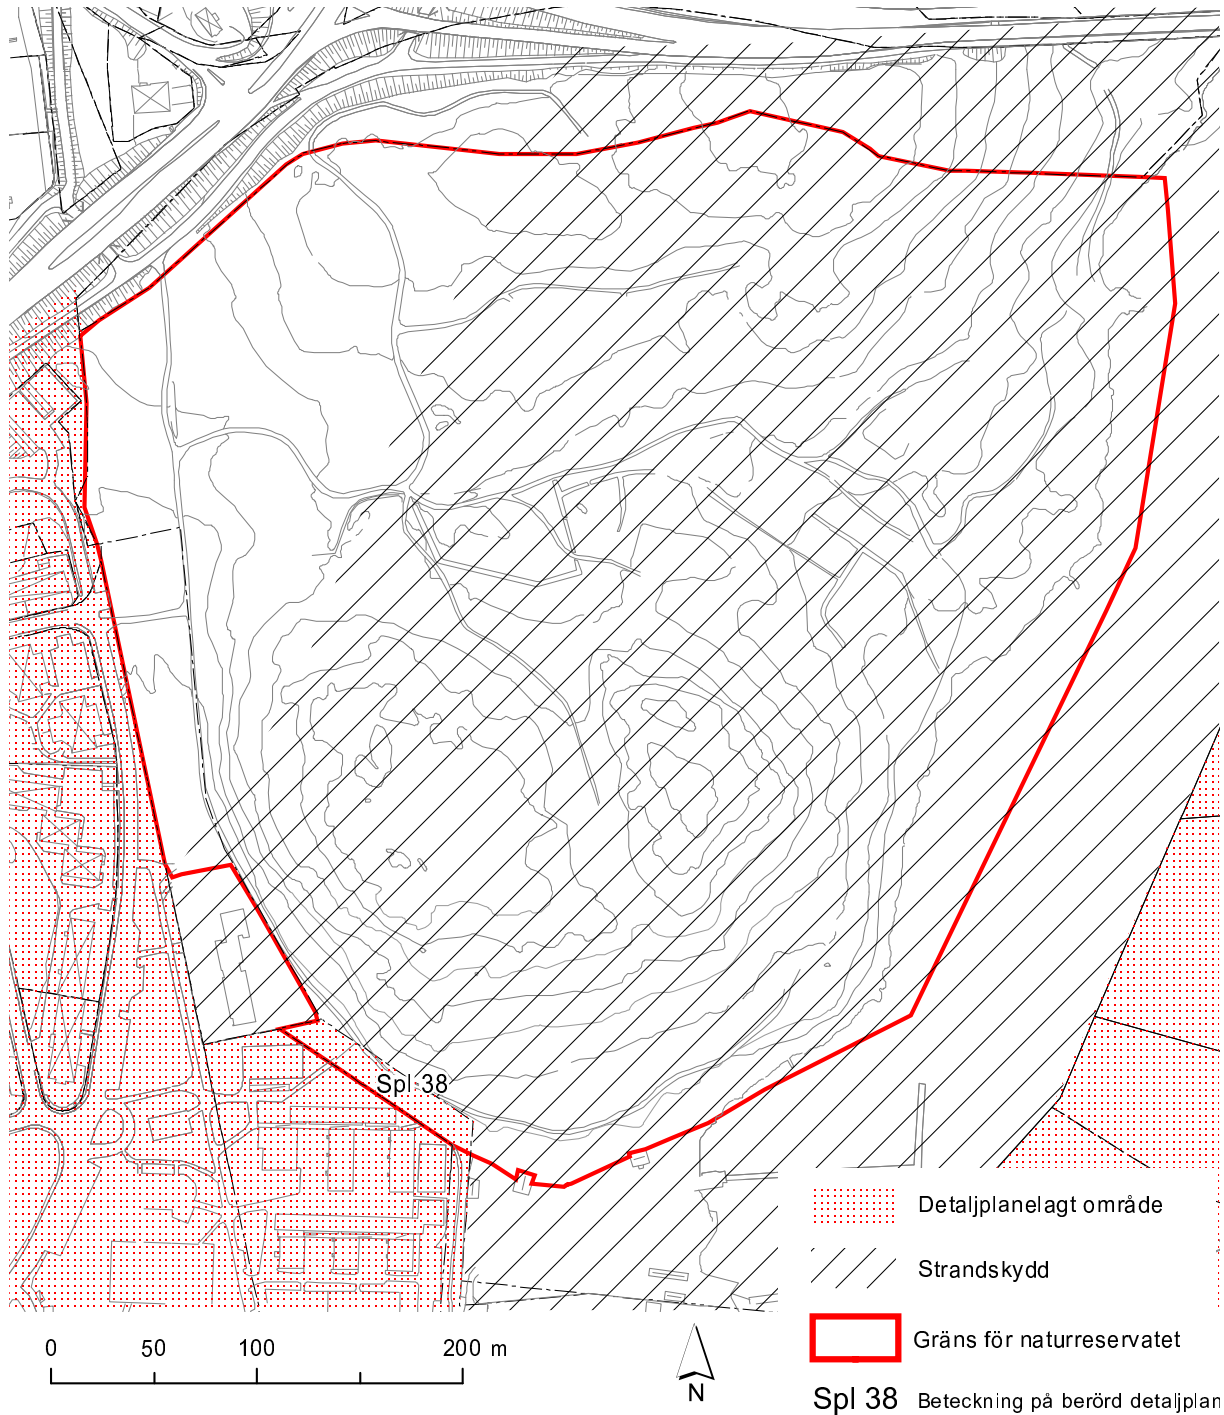 Spl 38
Detaljplanelagt område
Strandskydd
Gräns för naturreservatet
Spl 38 Beteckning på berörd detaljplan
0 50 100 200 m
N